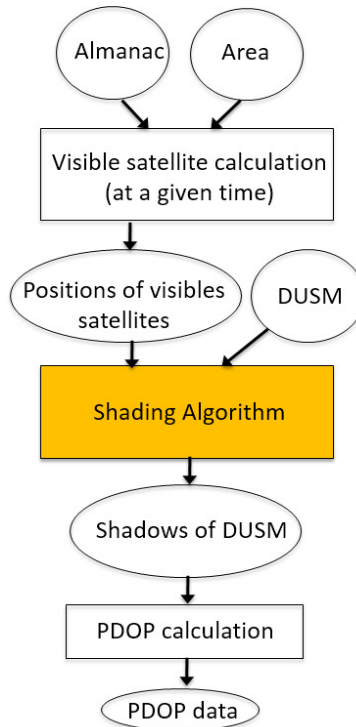 Almanac
Area
Visible satellite calculation
(at a given time)
Positions of visibles
satellites
DUSM
Shading Algorithm
Shadows of DUSM
PDOP calculation
PDOP data